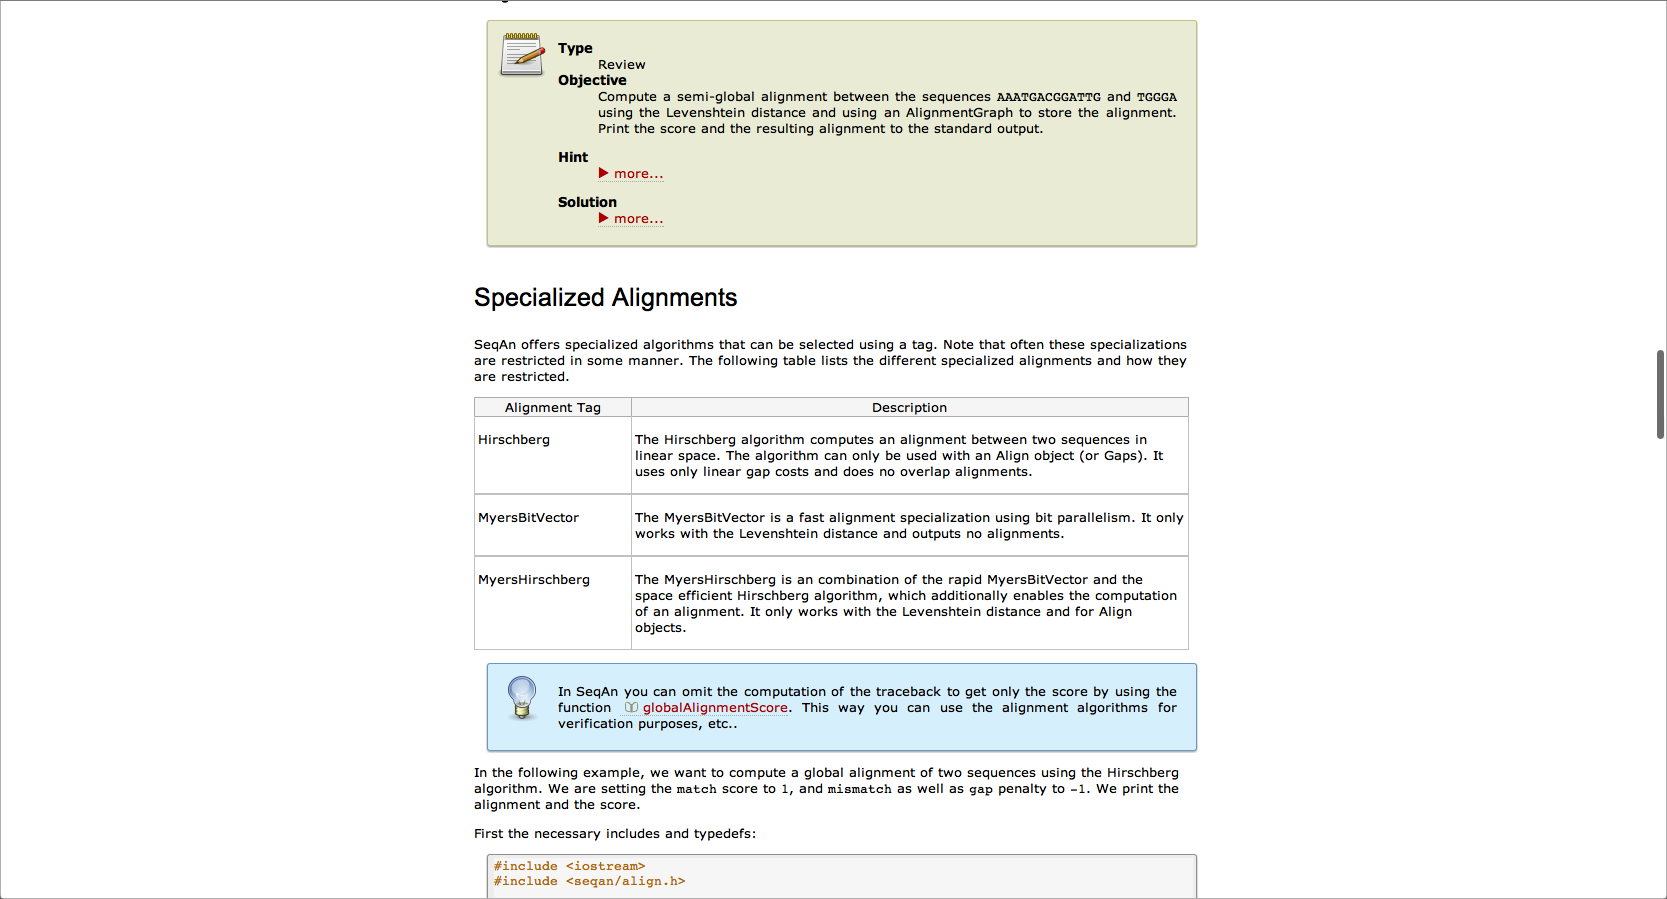 Type
Review
Objective
Compute a semi-global alignment between the sequences AAATGACGGATTG and TGGGA
using the Levenshtein distance and using an AlignmentGraph to store the alignment.
Print the score and the resulting alignment to the standard output.
Hint
more...
Solution
more...
Specialized Alignments
SeqAn offers specialized algorithms that can be selected using a tag. Note that often these specializations
are restricted in some manner. The following table lists the different specialized alignments and how they
are restricted.
Alignment Tag Description
Hirschberg The Hirschberg algorithm computes an alignment between two sequences in
linear space. The algorithm can only be used with an Align object (or Gaps). It
uses only linear gap costs and does no overlap alignments.
MyersBitVector The MyersBitVector is a fast alignment specialization using bit parallelism. It only
works with the Levenshtein distance and outputs no alignments.
MyersHirschberg The MyersHirschberg is an combination of the rapid MyersBitVector and the
space efficient Hirschberg algorithm, which additionally enables the computation
of an alignment. It only works with the Levenshtein distance and for Align
objects.
In SeqAn you can omit the computation of the traceback to get only the score by using the
function globalAlignmentScore. This way you can use the alignment algorithms for
verification purposes, etc..
In the following example, we want to compute a global alignment of two sequences using the Hirschberg
algorithm. We are setting the match score to 1, and mismatch as well as gap penalty to -1. We print the
alignment and the score.
First the necessary includes and typedefs:
#include <iostream>
#include <seqan/align.h>